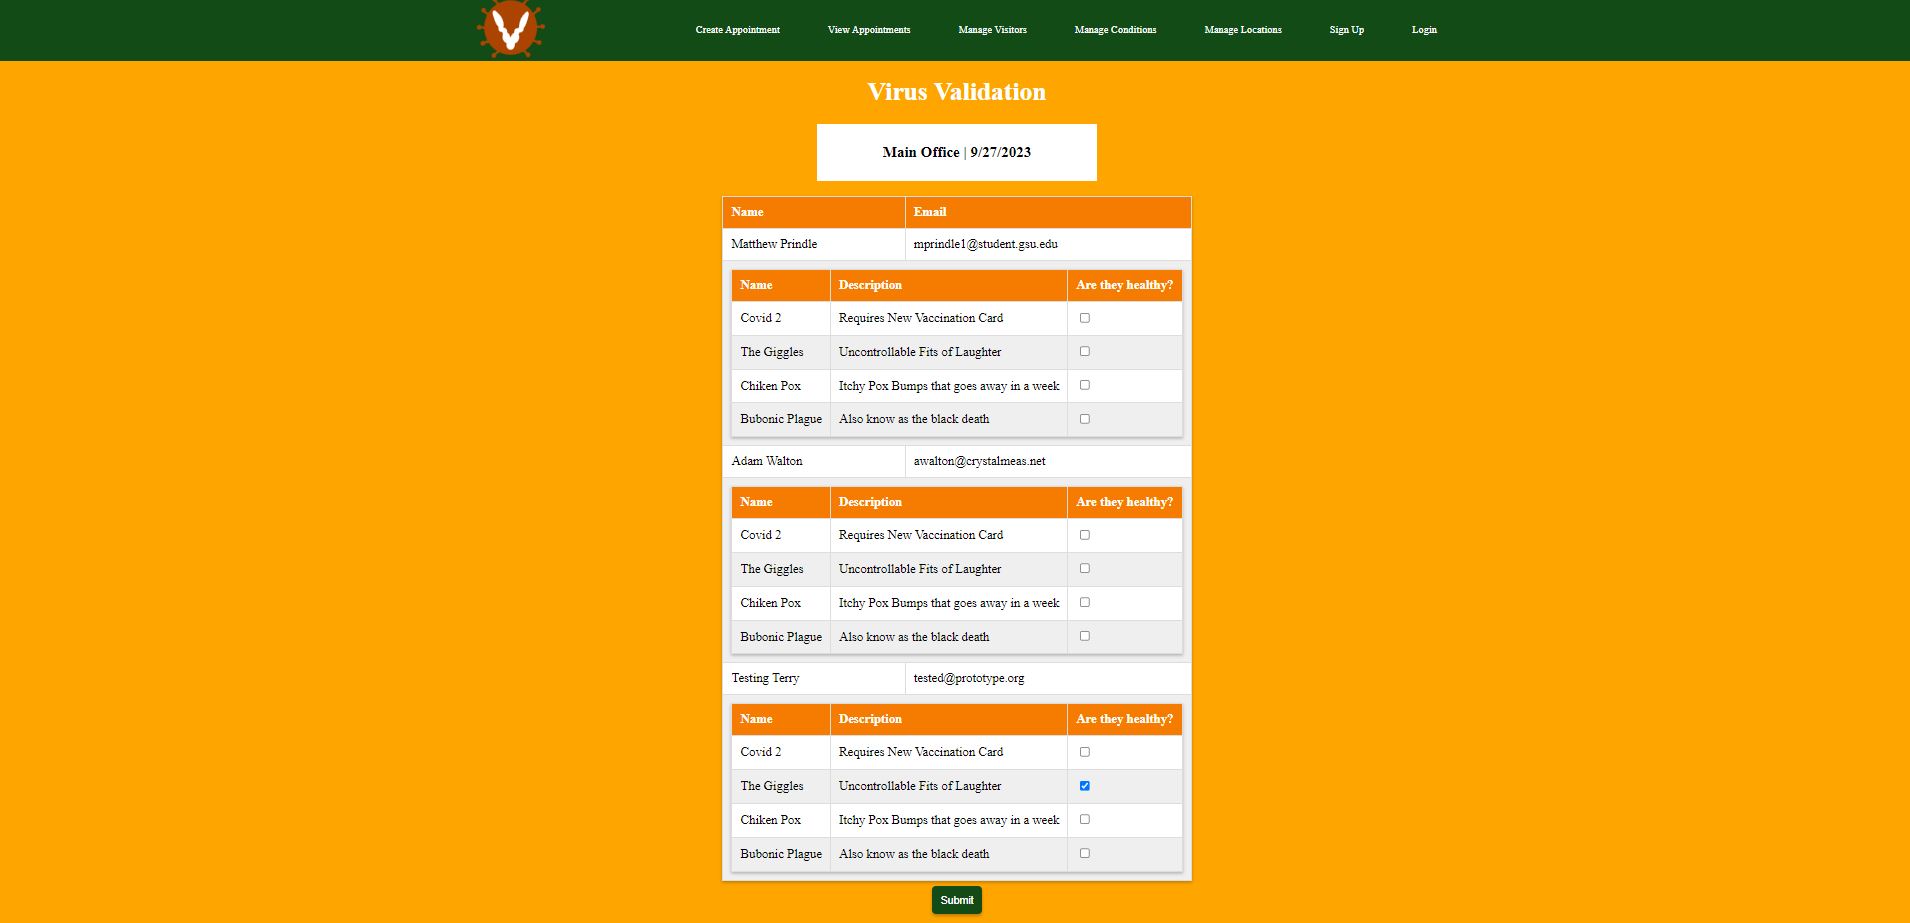 Create Appointment View Appointments Manage Visitors Manage Conditions Manage Locations Sign Up Login
Virus Validation
Main Office | 9/27/2023
Name Email
Matthew Prindle mprindle1@student.gsu.edu
Name Description Are they healthy?
Covid 2 Requires New Vaccination Card
The Giggles Uncontrollable Fits of Laughter
Chiken Pox Itchy Pox Bumps that goes away in a week
Bubonic Plague Also know as the black death
Adam Walton awalton@crystalmeas.net
Name Description Are they healthy?
Covid 2 Requires New Vaccination Card
The Giggles Uncontrollable Fits of Laughter
Chiken Pox Itchy Pox Bumps that goes away in a week
Bubonic Plague Also know as the black death
Testing Terry tested@prototype.org
Name Description Are they healthy?
Covid 2 Requires New Vaccination Card
The Giggles Uncontrollable Fits of Laughter
Chiken Pox Itchy Pox Bumps that goes away in a week
Bubonic Plague Also know as the black death
Submit